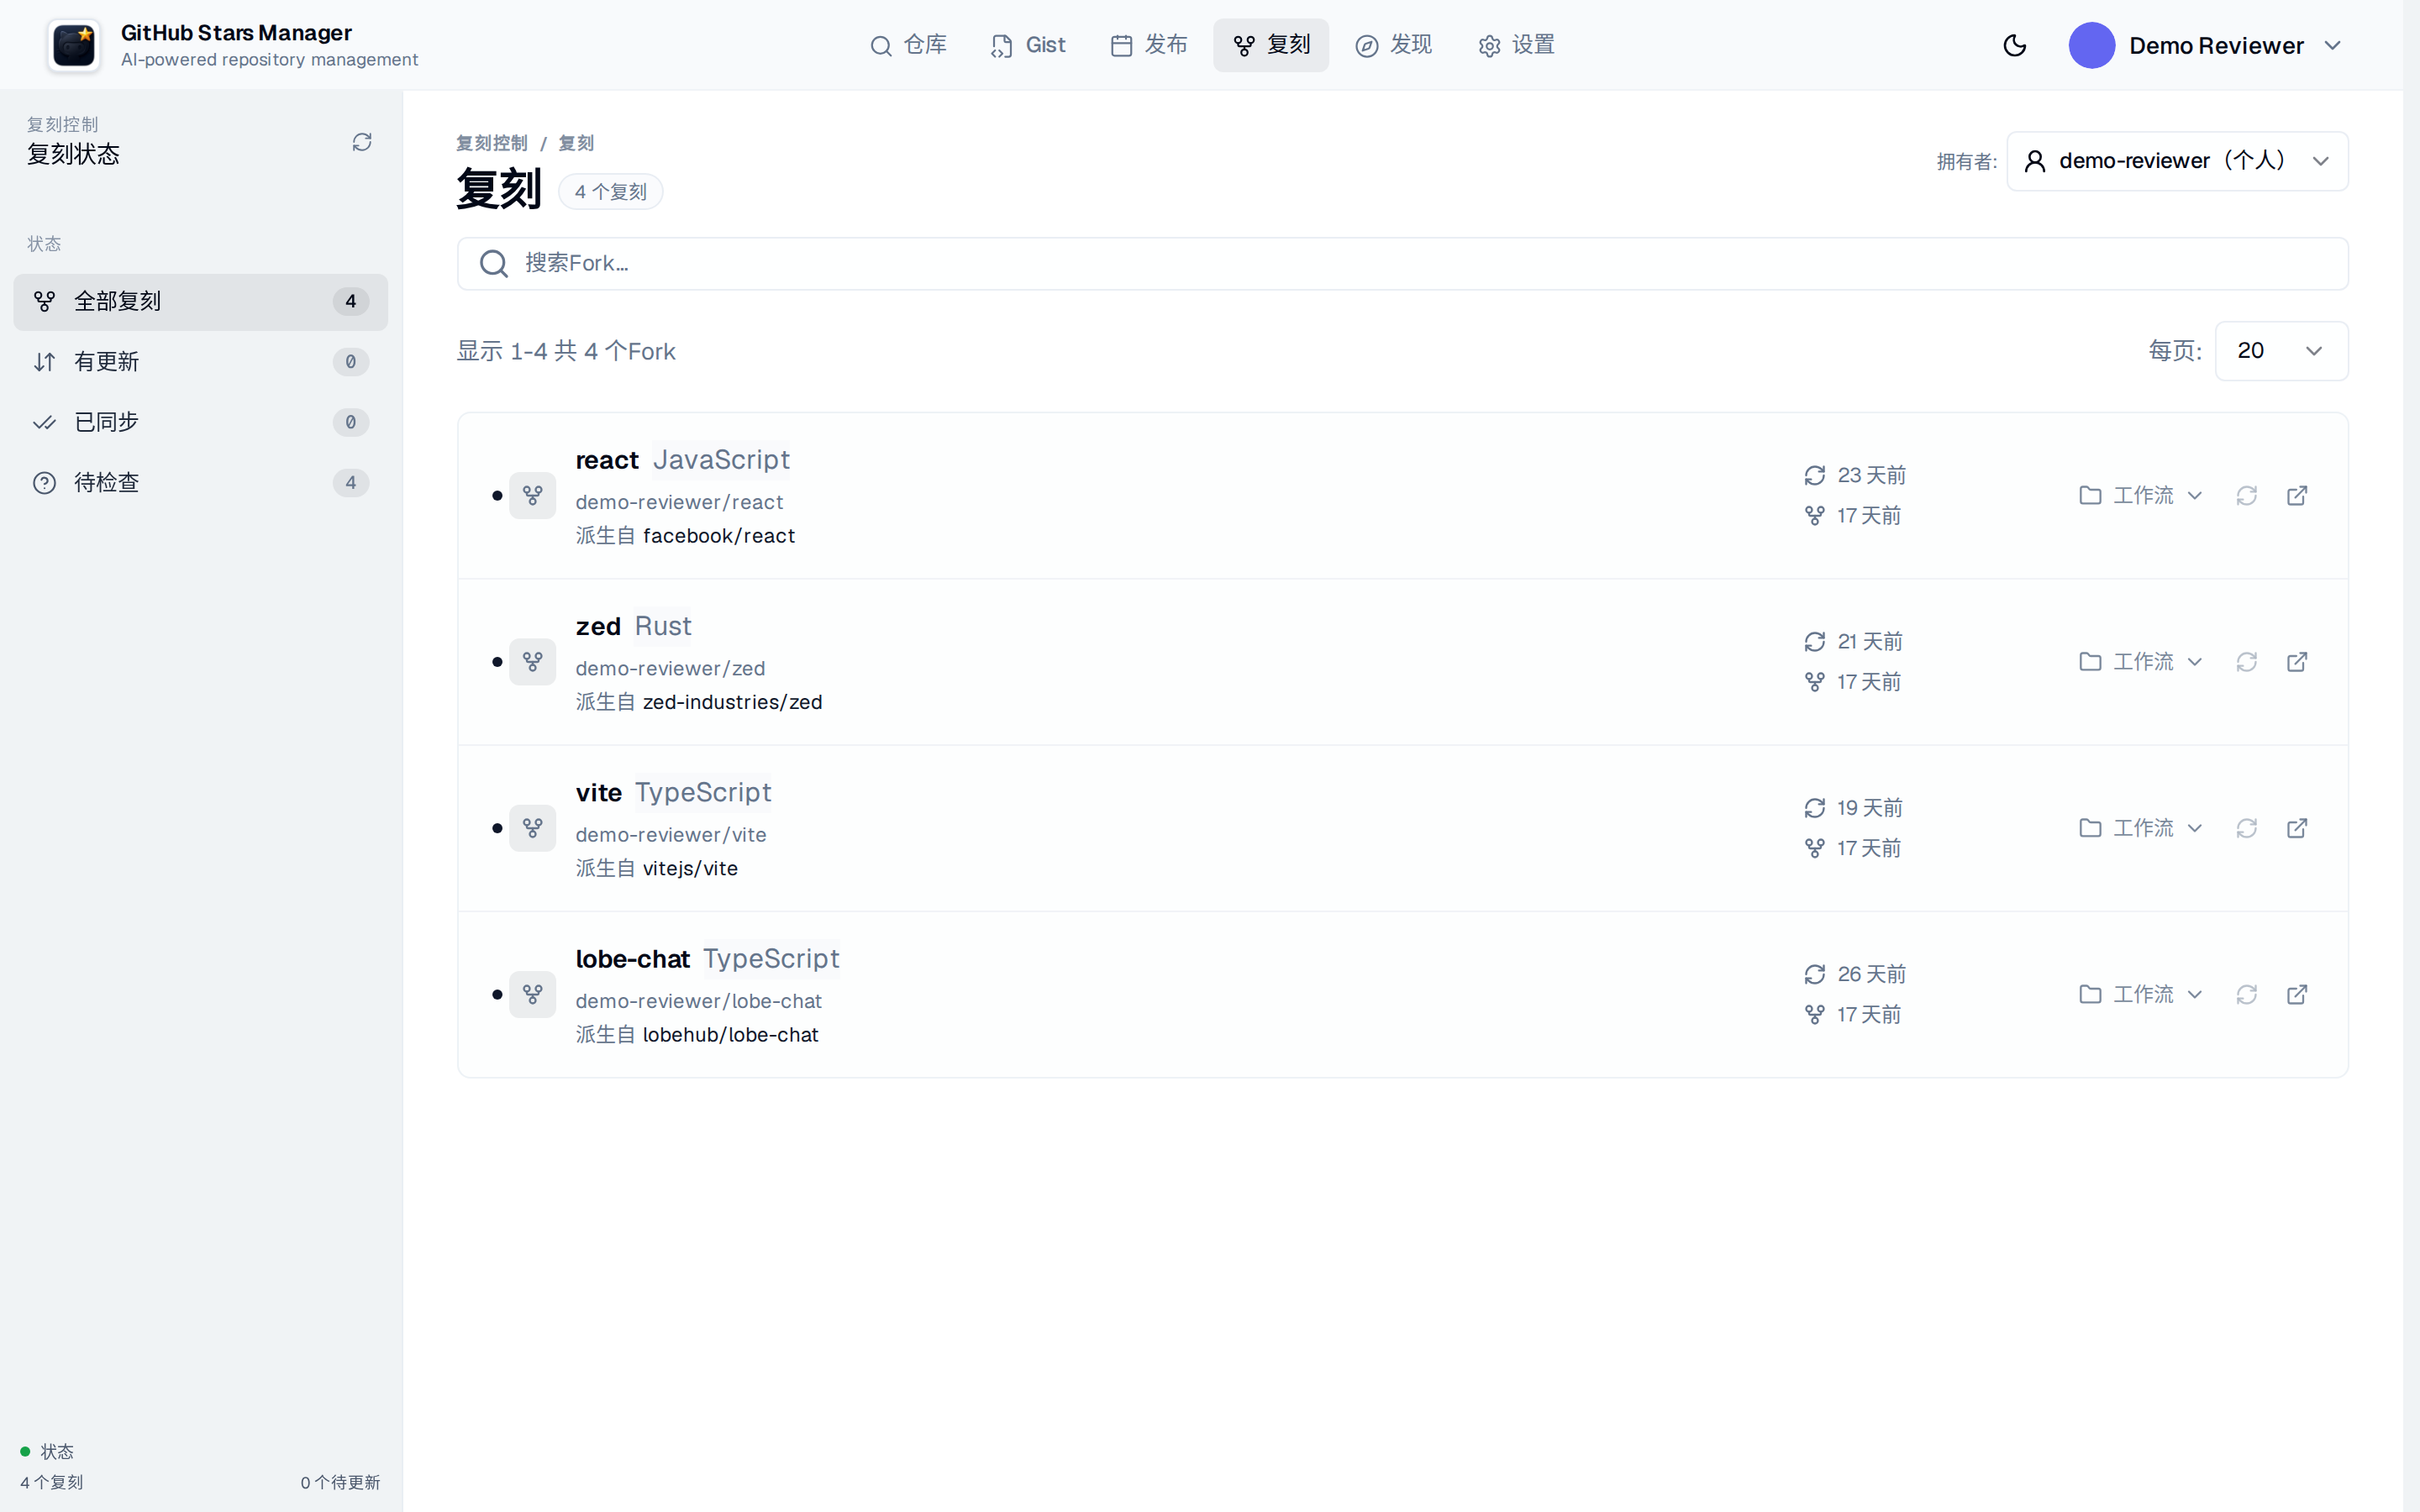 GitHub Stars Manager
AI-powered repository management
仓库
Gist
发布
复刻
发现
设置
Demo Reviewer
复刻控制
复刻状态
状态
全部复刻 4
有更新 0
已同步 0
待检查 4
状态
4 个复刻 0 个待更新
复刻控制 / 复刻
复刻 4 个复刻
拥有者: demo-reviewer（个人）
搜索Fork...
显示 1-4 共 4 个Fork
每页: 20
react JavaScript
demo-reviewer/react
派生自 facebook/react
23 天前
17 天前
工作流
zed Rust
demo-reviewer/zed
派生自 zed-industries/zed
21 天前
17 天前
工作流
vite TypeScript
demo-reviewer/vite
派生自 vitejs/vite
19 天前
17 天前
工作流
lobe-chat TypeScript
demo-reviewer/lobe-chat
派生自 lobehub/lobe-chat
26 天前
17 天前
工作流